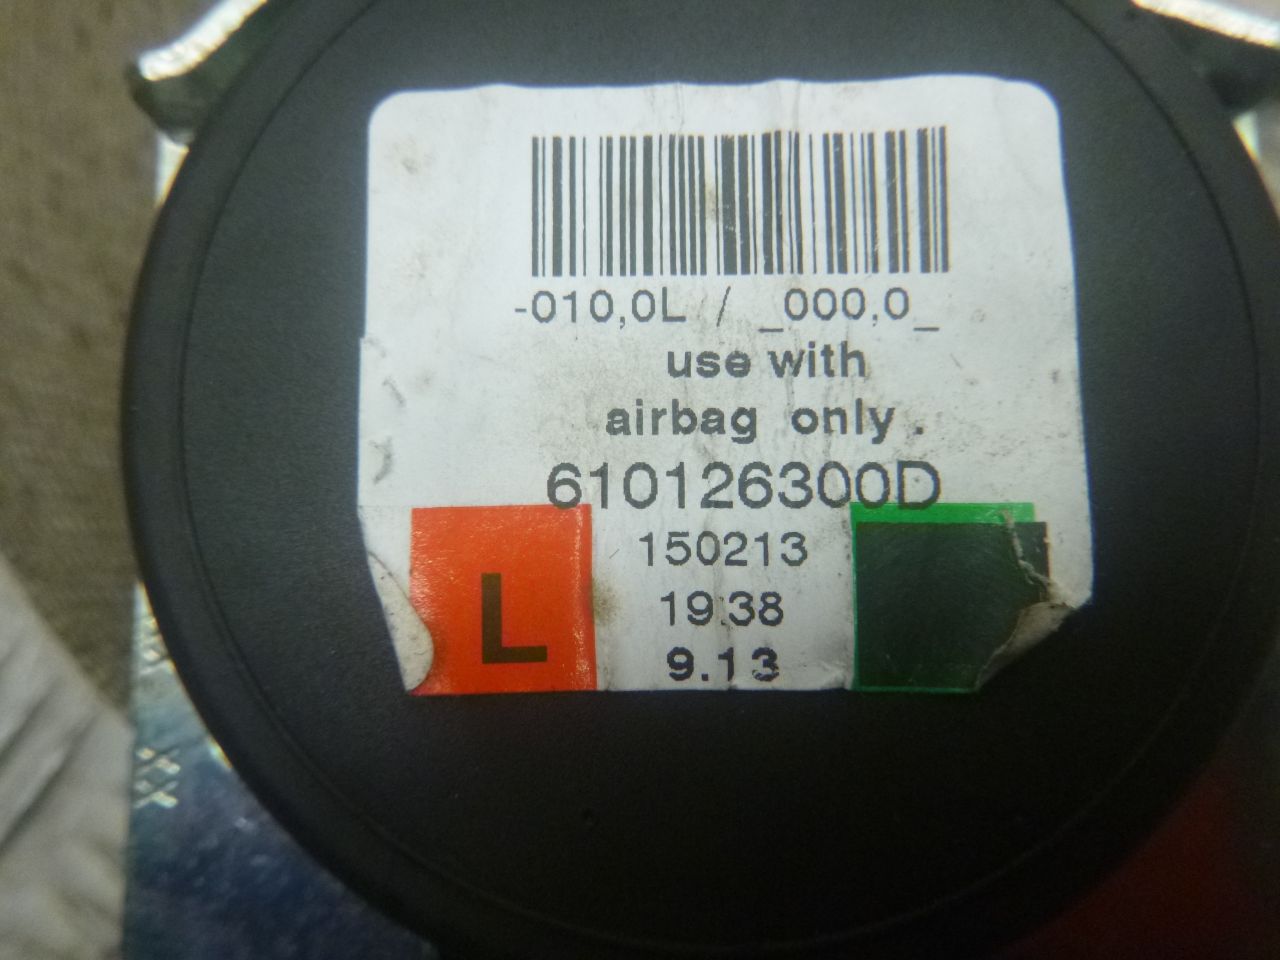 -010,0L / _000,0_
use with
airbag only .
610126300D
150213
19:38
9.13
L